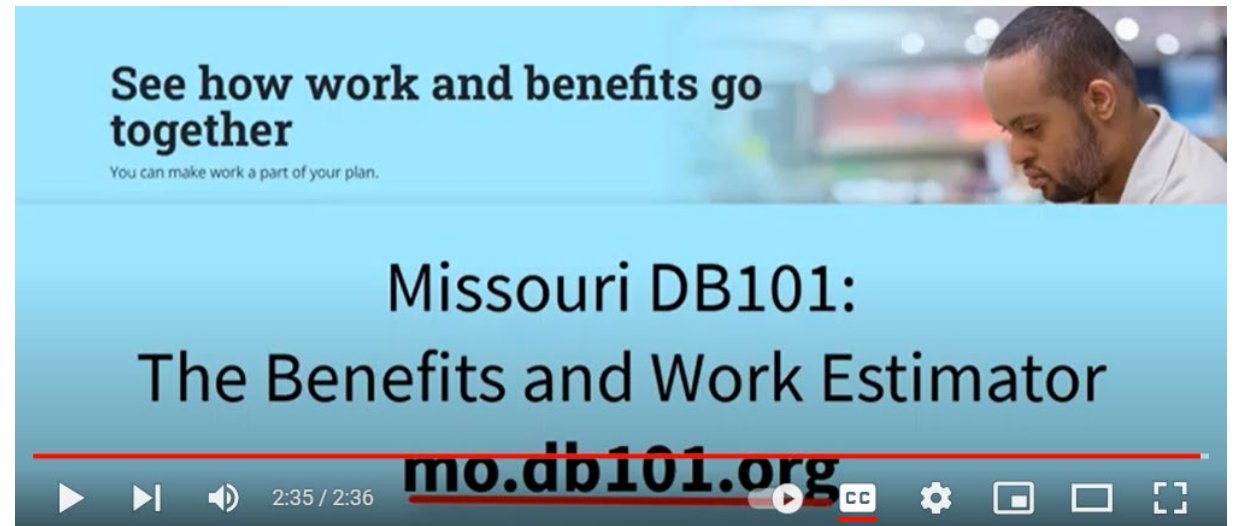 See how work and benefits go
together
You can make work a part of your plan.
Missouri DB101:
The Benefits and Work Estimator
mo.db101.org
2:35 / 2:36
CC